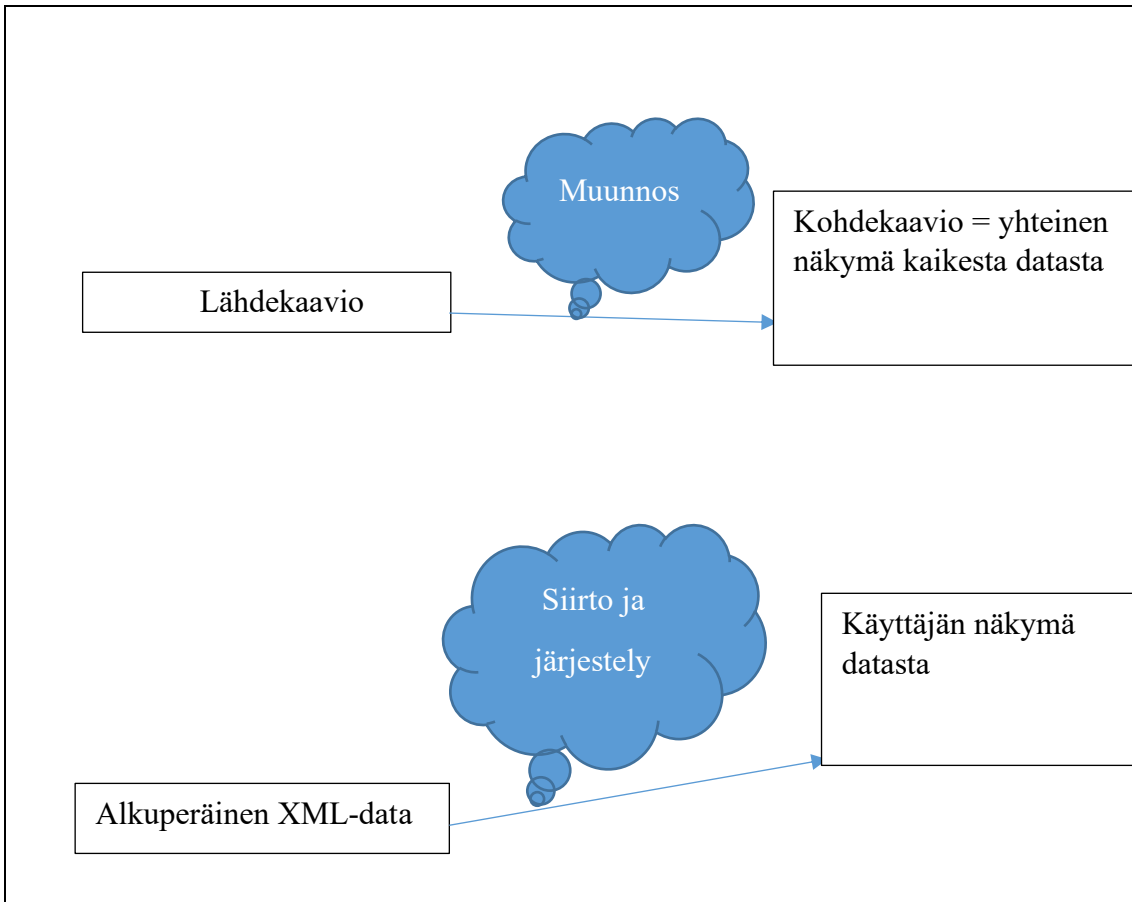 Muunnos
Kohdekaavio = yhteinen
näkymä kaikesta datasta
Lähdekaavio
Siirto ja
järjestely
Käyttäjän näkymä
datasta
Alkuperäinen XML-data